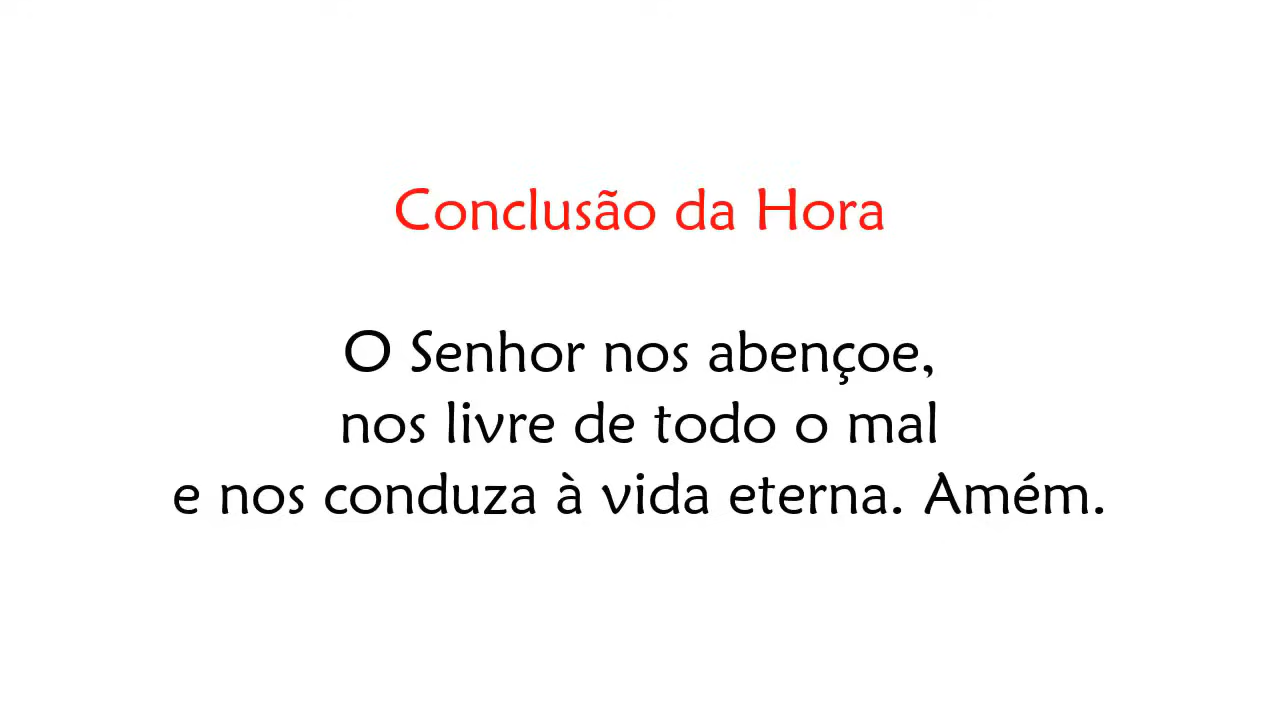 Conclusão da Hora
O Senhor nos abençoe,
nos livre de todo o mal
e nos conduza à vida eterna. Amém.